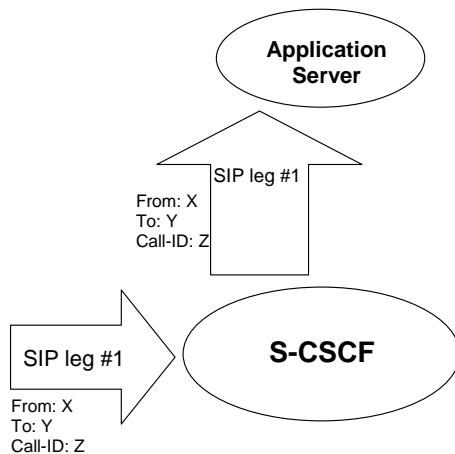 Application
Server
SIP leg #1
From: X
To: Y
Call-ID: Z
S-CSCF
SIP leg #1
From: X
To: Y
Call-ID: Z